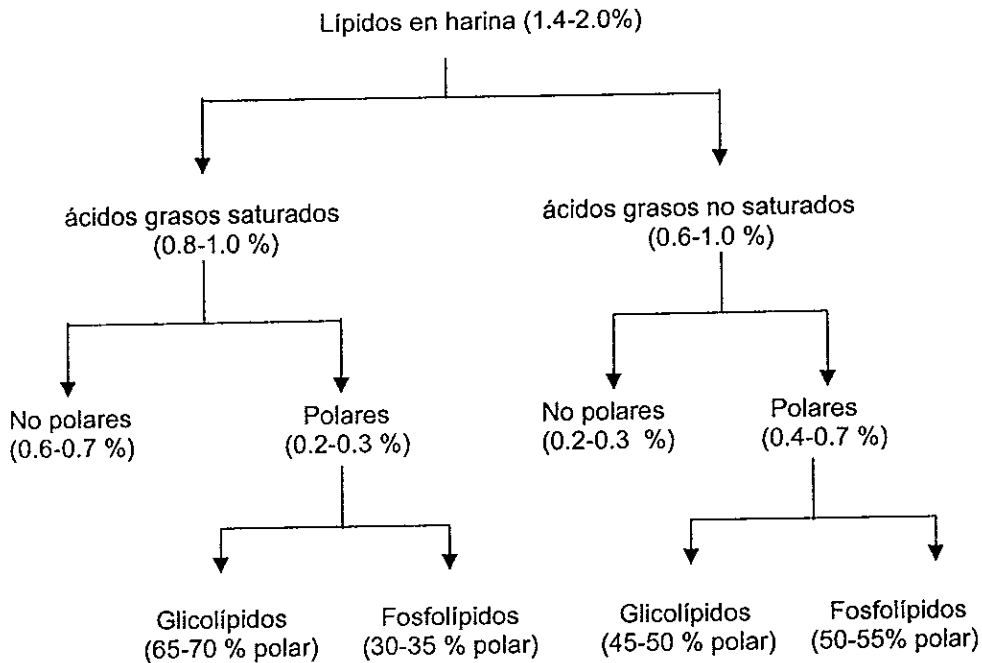 Lípidos en harina (1.4-2.0%)
ácidos grasos saturados
(0.8-1.0 %)
ácidos grasos no saturados
(0.6-1.0 %)
No polares
(0.6-0.7 %)
Polares
(0.2-0.3 %)
No polares
(0.2-0.3 %)
Polares
(0.4-0.7 %)
Glicolípidos
(65-70 % polar)
Fosfolípidos
(30-35 % polar)
Glicolípidos
(45-50 % polar)
Fosfolípidos
(50-55% polar)